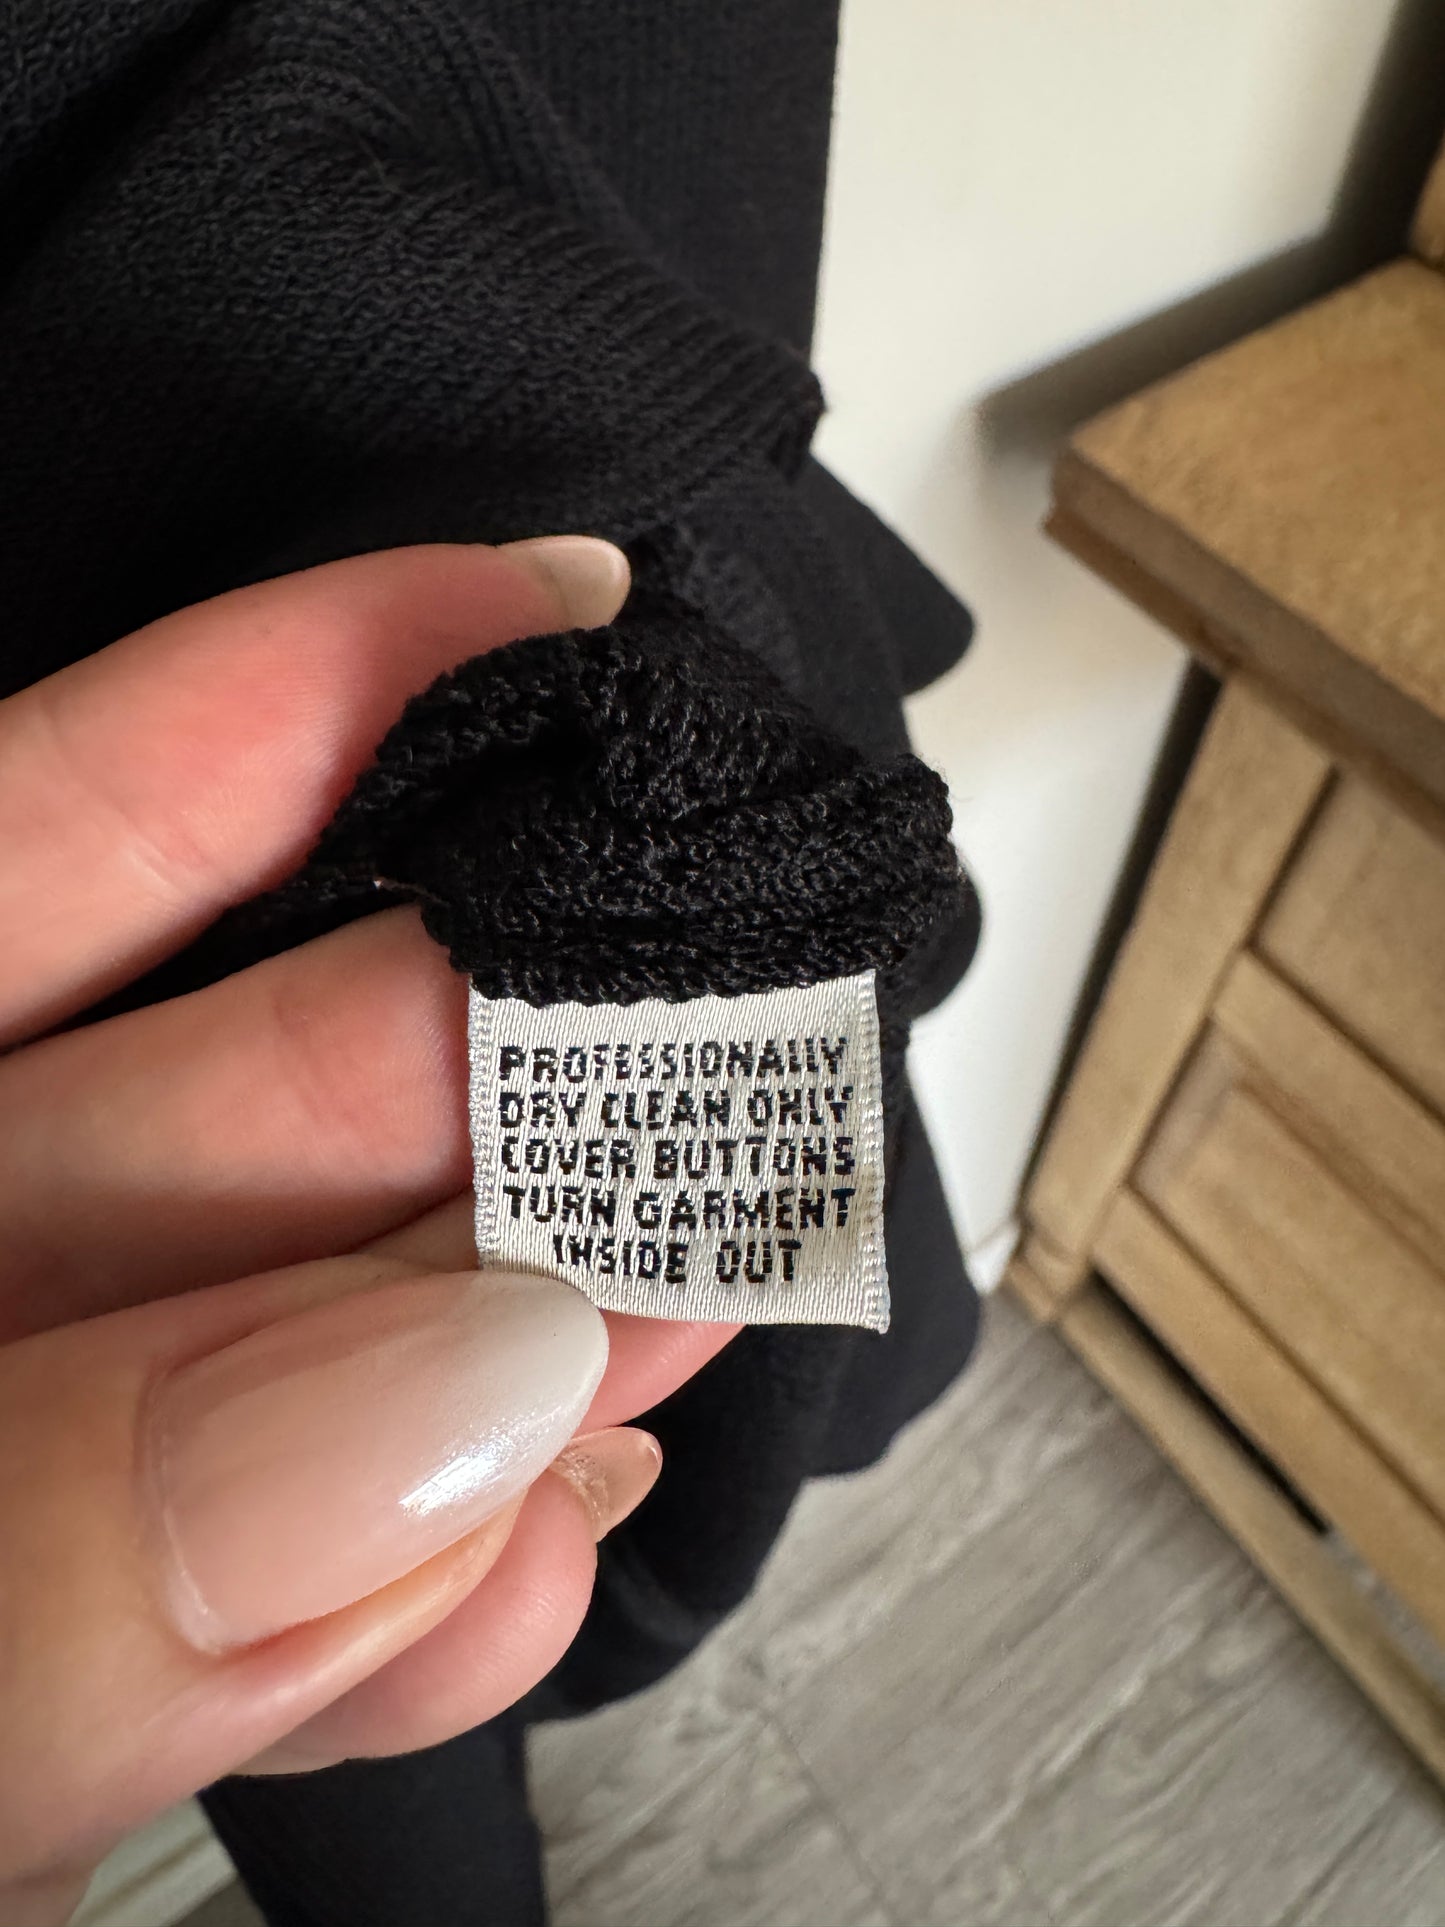 PROFESSIONALLY
DRY CLEAN ONLY
COVER BUTTONS
TURN GARMENT
INSIDE OUT